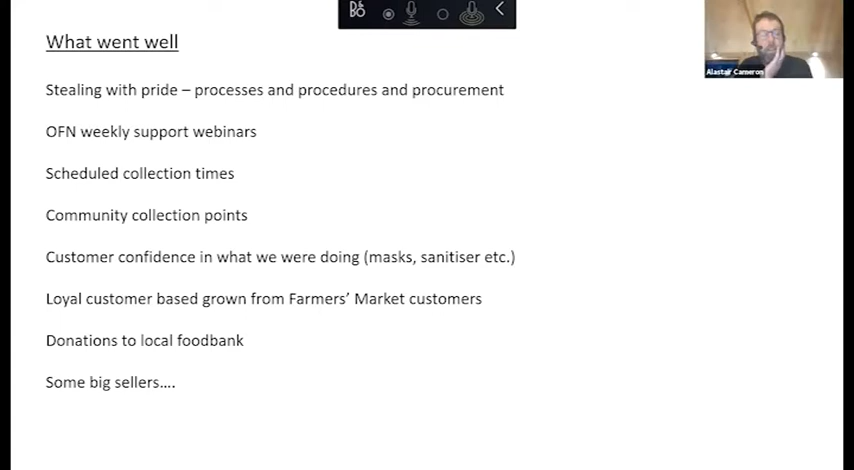 What went well
B&O
Stealing with pride – processes and procedures and procurement
OFN weekly support webinars
Scheduled collection times
Community collection points
Customer confidence in what we were doing (masks, sanitiser etc.)
Loyal customer based grown from Farmers’ Market customers
Donations to local foodbank
Some big sellers....
Alastair Cameron